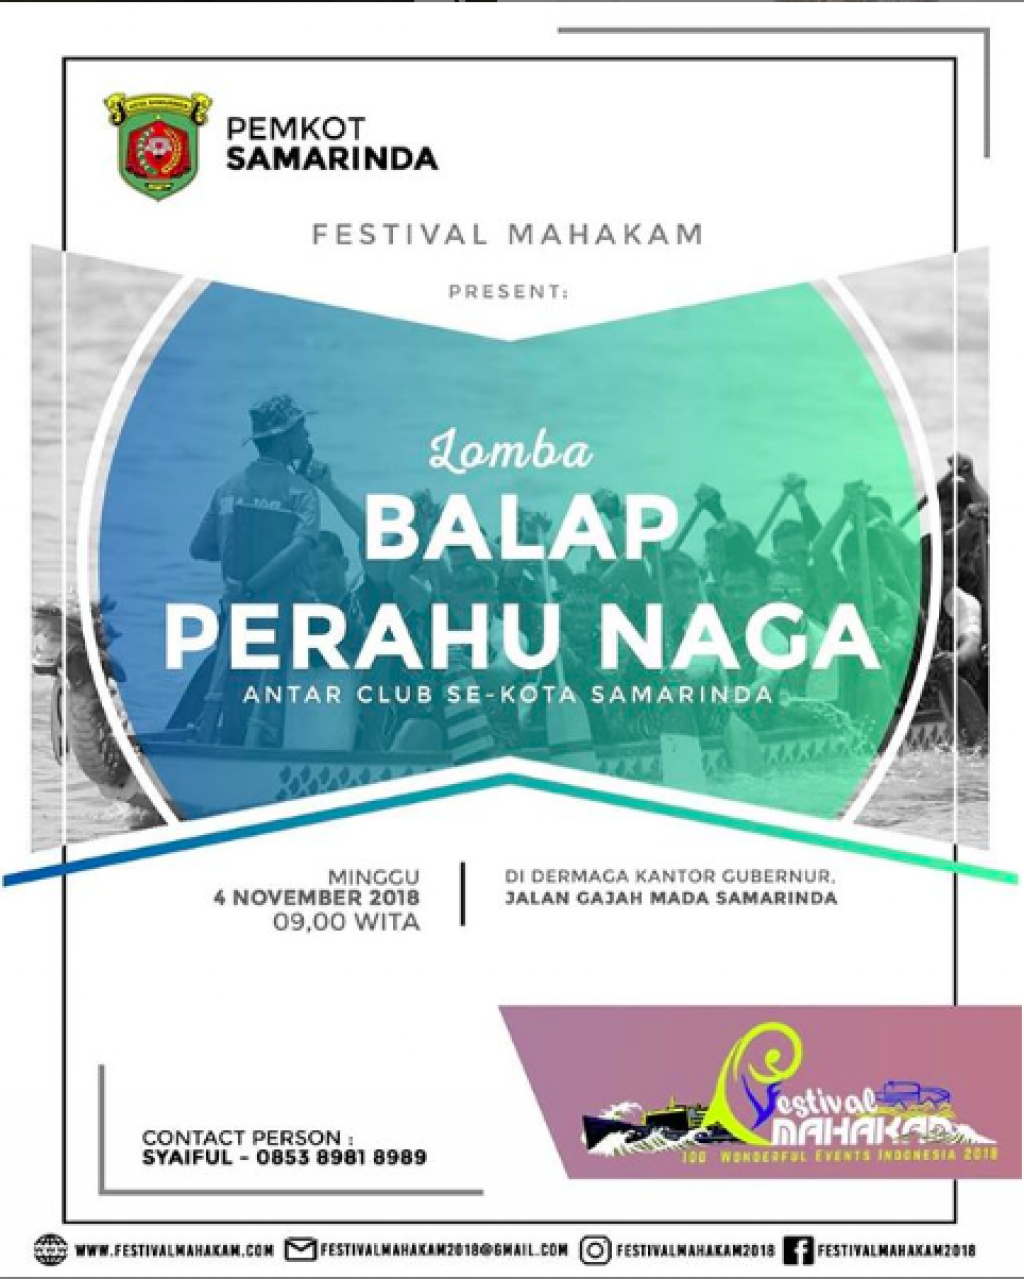 PEMKOT
SAMARINDA
FESTIVAL MAHAKAM
PRESENT:
Lomba
BALAP
PERAHU NAGA
ANTAR CLUB SE-KOTA SAMARINDA
MINGGU
4 NOVEMBER 2018
09,00 WITA
DI DERMAGA KANTOR GUBERNUR,
JALAN GAJAH MADA SAMARINDA
Festival
MAHAKAM
100 WONDERFUL EVENTS INDONESIA 2018
CONTACT PERSON :
SYAIFUL - 0853 8981 8989
WWW.FESTIVALMAHAKAM.COM FESTIVALMAHAKAM2018@GMAIL.COM FESTIVALMAHAKAM2018 FESTIVALMAHAKAM2018